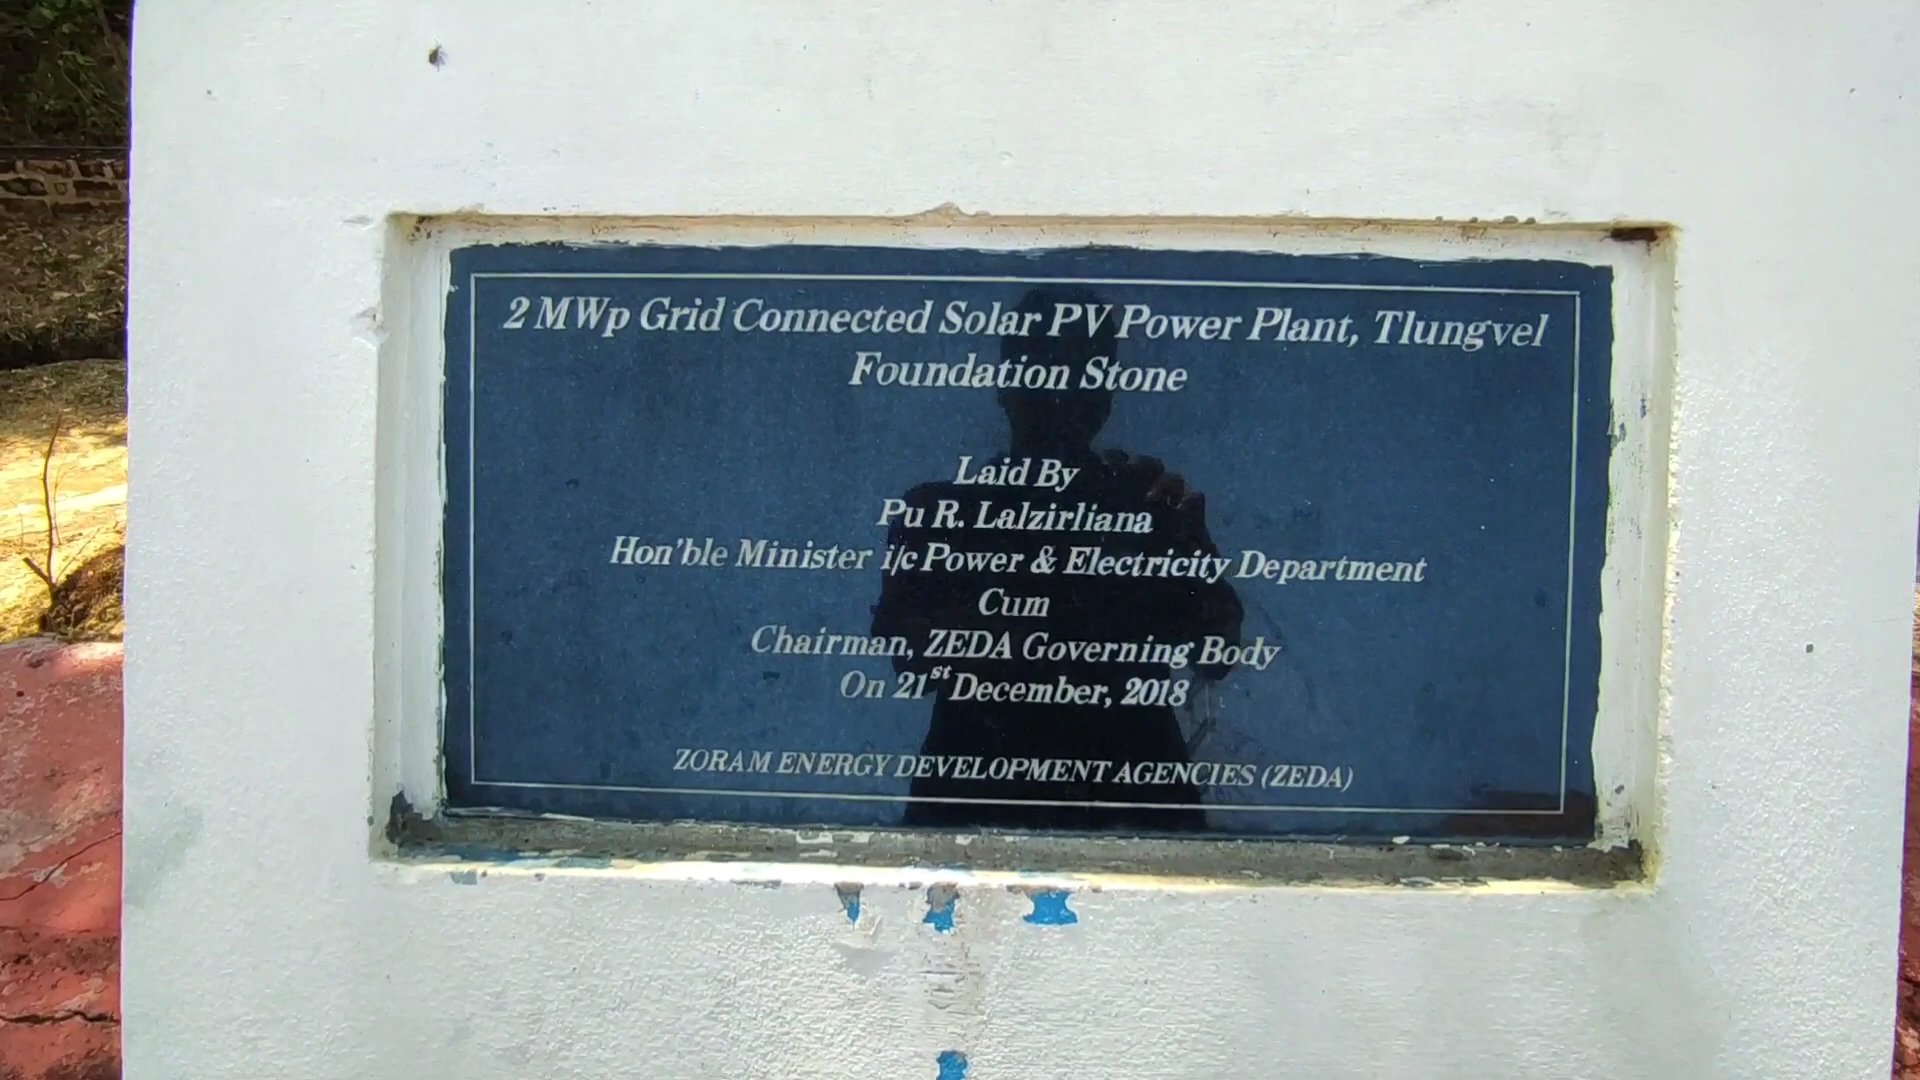 2 MWp Grid Connected Solar PV Power Plant, Tlungvel
Foundation Stone
Laid By
Pu R. Lalzirliana
Hon'ble Minister i/c Power & Electricity Department
Cum
Chairman, ZEDA Governing Body
On 21st December, 2018
ZORAM ENERGY DEVELOPMENT AGENCIES (ZEDA)